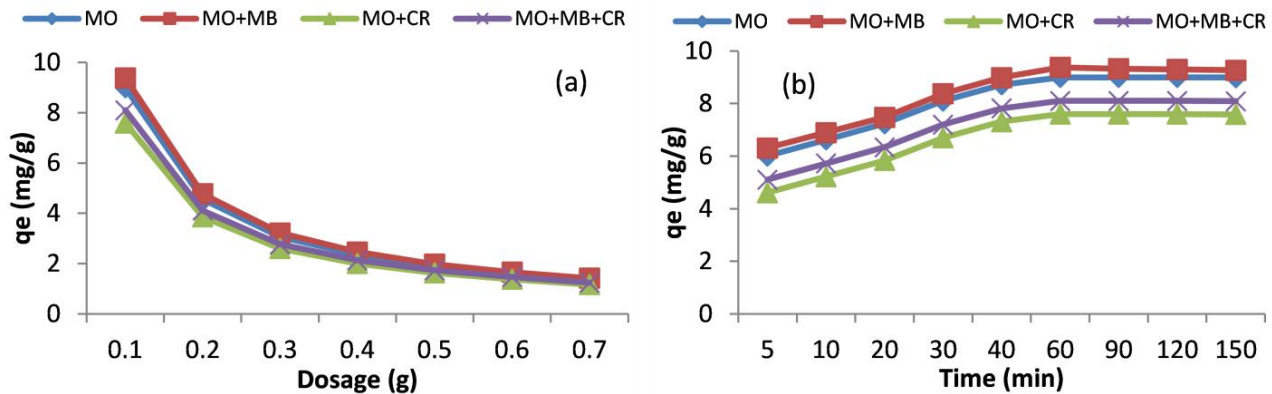 MO MO+MB MO+CR MO+MB+CR
(a)
qe (mg/g)
10
8
6
4
2
0
0.1 0.2 0.3 0.4 0.5 0.6 0.7
Dosage (g)
MO MO+MB MO+CR MO+MB+CR
(b)
qe (mg/g)
10
8
6
4
2
0
5 10 20 30 40 60 90 120 150
Time (min)